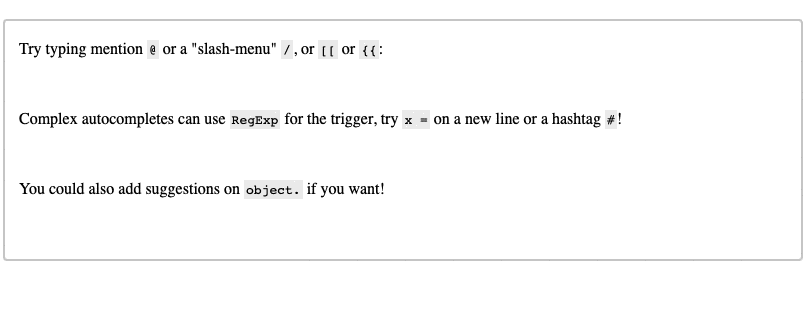 Try typing mention @ or a "slash-menu" /, or [[ or {{:
Complex autocompletes can use RegExp for the trigger, try x = on a new line or a hashtag #!
You could also add suggestions on object. if you want!